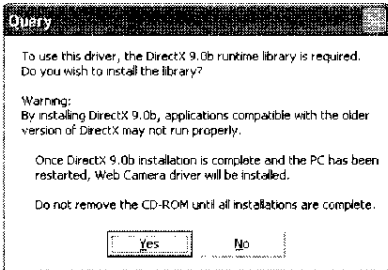 Query
To use this driver, the DirectX 9.0b runtime library is required.
Do you wish to install the library?
Warning:
By installing DirectX 9.0b, applications compatible with the older
version of DirectX may not run properly.
Once DirectX 9.0b installation is complete and the PC has been
restarted, Web Camera driver will be installed.
Do not remove the CD-ROM until all installations are complete.
Yes
No